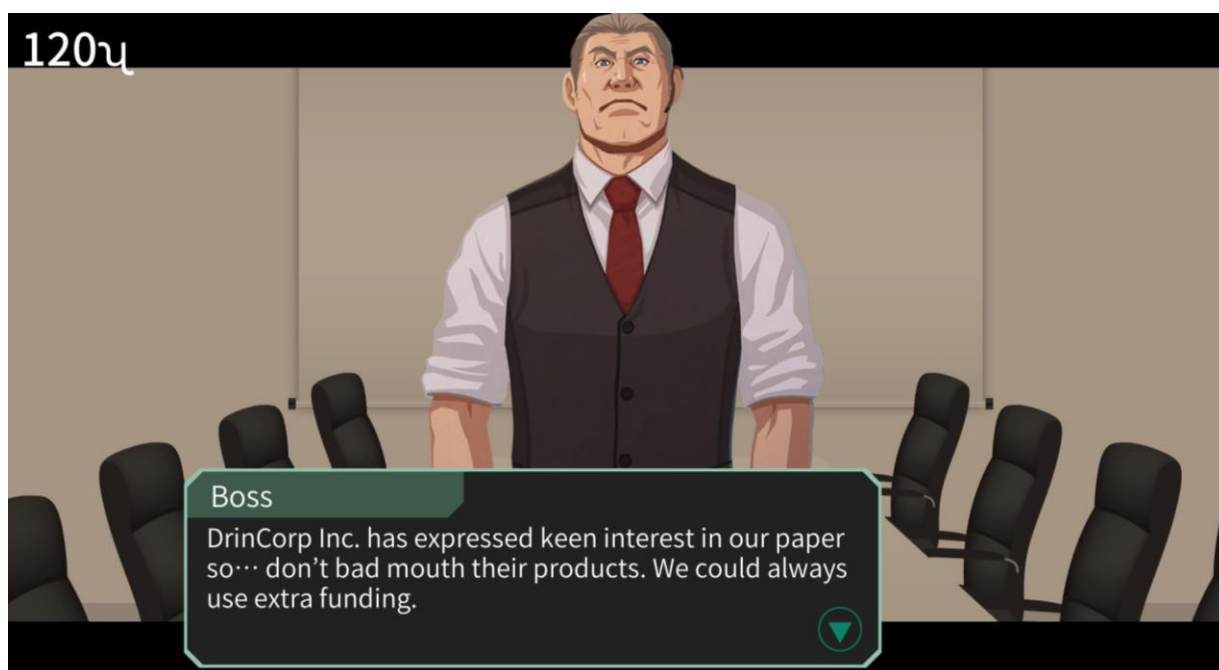 120ʯ
Boss
DrinCorp Inc. has expressed keen interest in our paper
so… don't bad mouth their products. We could always
use extra funding.